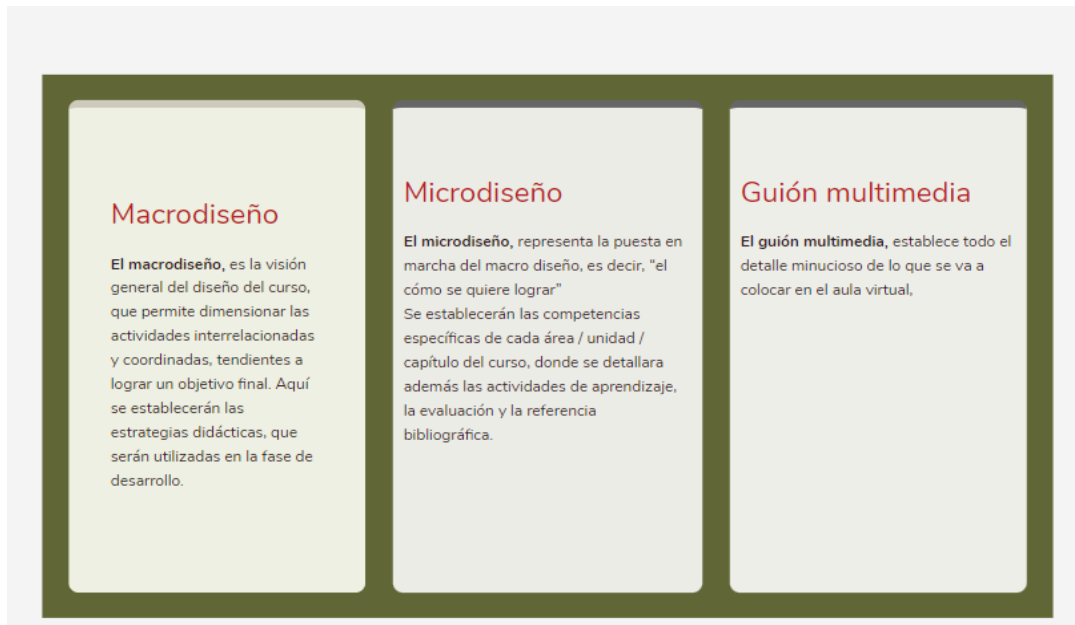 Macrodiseño
El macrodiseño, es la visión
general del diseño del curso,
que permite dimensionar las
actividades interrelacionadas
y coordinadas, tendientes a
lograr un objetivo final. Aquí
se establecerán las
estrategias didácticas, que
serán utilizadas en la fase de
desarrollo.
Microdiseño
El microdiseño, representa la puesta en
marcha del macro diseño, es decir, “el
cómo se quiere lograr”
Se establecerán las competencias
específicas de cada área / unidad /
capítulo del curso, donde se detallara
además las actividades de aprendizaje,
la evaluación y la referencia
bibliográfica.
Guión multimedia
El guión multimedia, establece todo el
detalle minucioso de lo que se va a
colocar en el aula virtual,